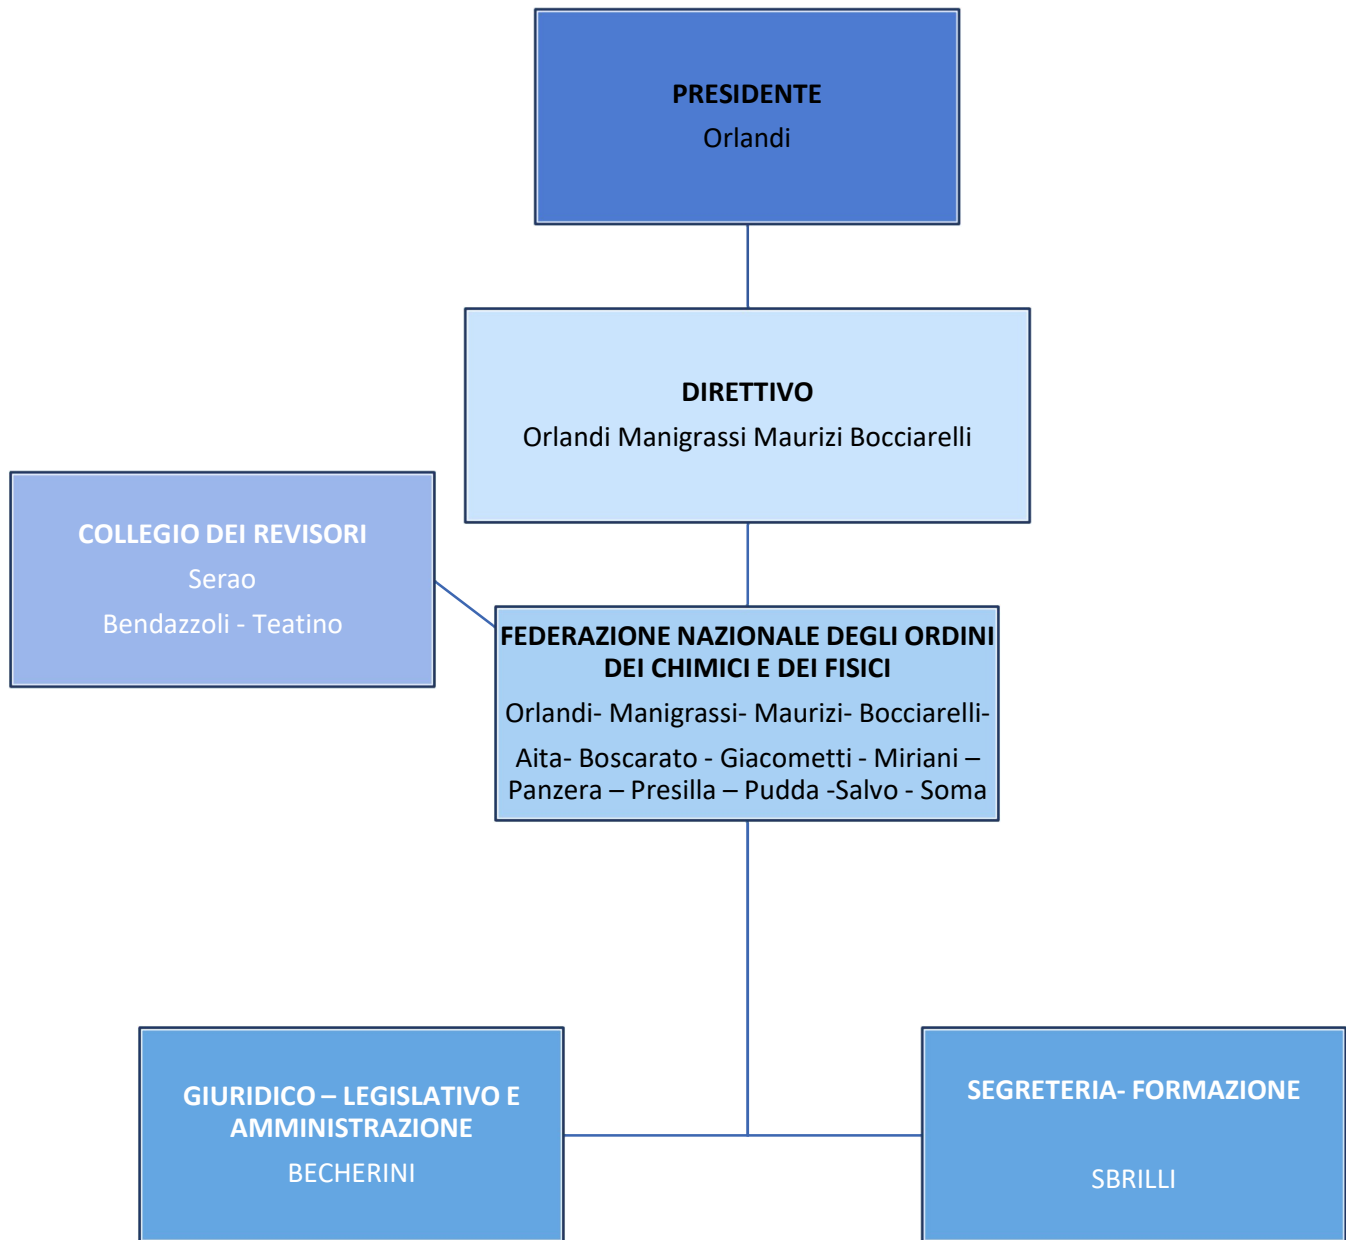 PRESIDENTE
Orlandi
DIRETTIVO
Orlandi Manigrassi Maurizi Bocciarelli
COLLEGIO DEI REVISORI
Serao
Bendazzoli - Teatino
FEDERAZIONE NAZIONALE DEGLI ORDINI
DEI CHIMICI E DEI FISICI
Orlandi- Manigrassi- Maurizi- Bocciarelli-
Aita- Boscarato - Giacometti - Miriani –
Panzera – Presilla – Pudda -Salvo - Soma
GIURIDICO – LEGISLATIVO E
AMMINISTRAZIONE
BECHERINI
SEGRETERIA- FORMAZIONE
SBRILLI